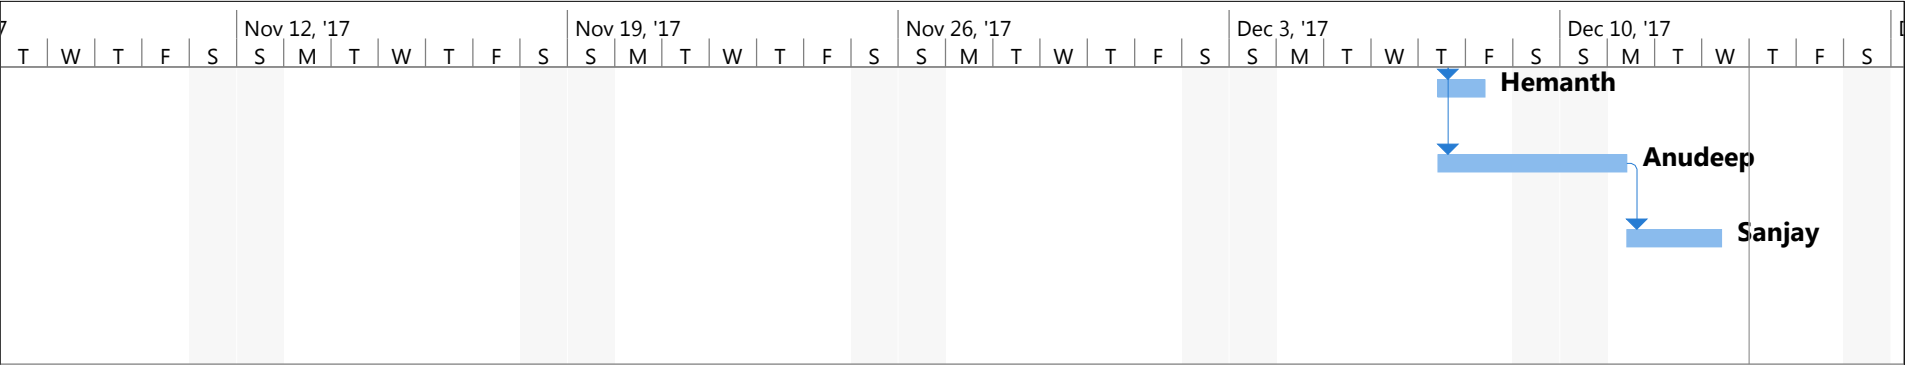 Nov 12, '17 Nov 19, '17 Nov 26, '17 Dec 3, '17 Dec 10, '17
T W T F S S M T W T F S S M T W T F S S M T W T F S S M T W T F S S M T W T F S
Hemanth
Anudeep
Sanjay